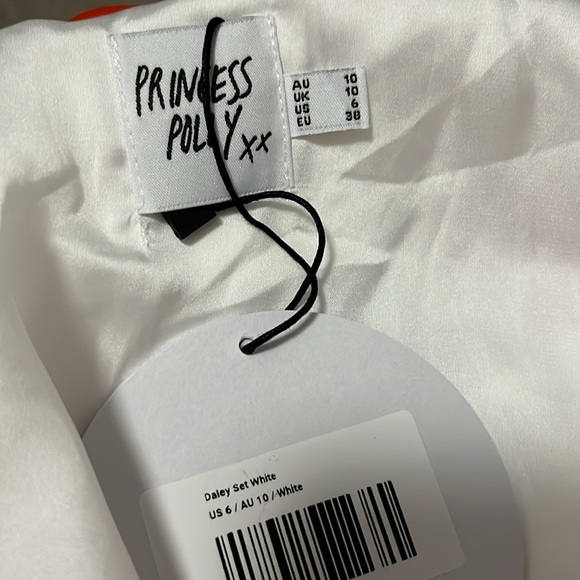 PRINCESS
POLLY xx
AU 10
UK 10
US 6
EU 38
Daley Set White
US 6 / AU 10 / White